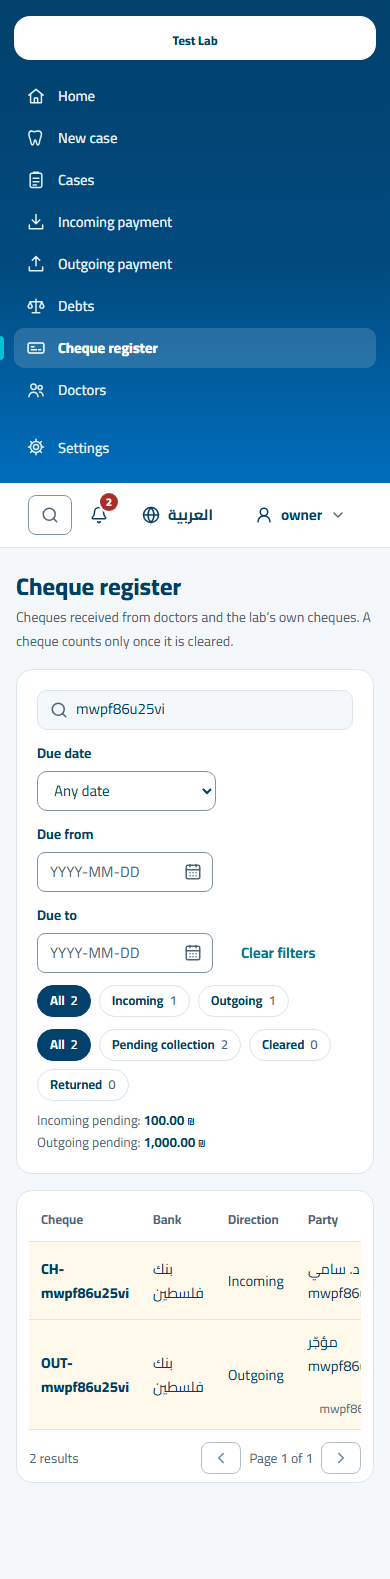 Test Lab
Home
New case
Cases
Incoming payment
Outgoing payment
Debts
Cheque register
Doctors
Settings
2
العربية
owner
Cheque register
Cheques received from doctors and the lab's own cheques. A
cheque counts only once it is cleared.
mwpf86u25vi
Due date
Any date
Due from
YYYY-MM-DD
Due to
YYYY-MM-DD
Clear filters
All 2
Incoming 1
Outgoing 1
All 2
Pending collection 2
Cleared 0
Returned 0
Incoming pending: 100.00 ₪
Outgoing pending: 1,000.00 ₪
Cheque Bank Direction Party
CH-
mwpf86u25vi
بنك
فلسطين
Incoming
د. سامي
mwpf86
OUT-
mwpf86u25vi
بنك
فلسطين
Outgoing
مؤجّر
mwpf86
mwpf86
2 results
Page 1 of 1